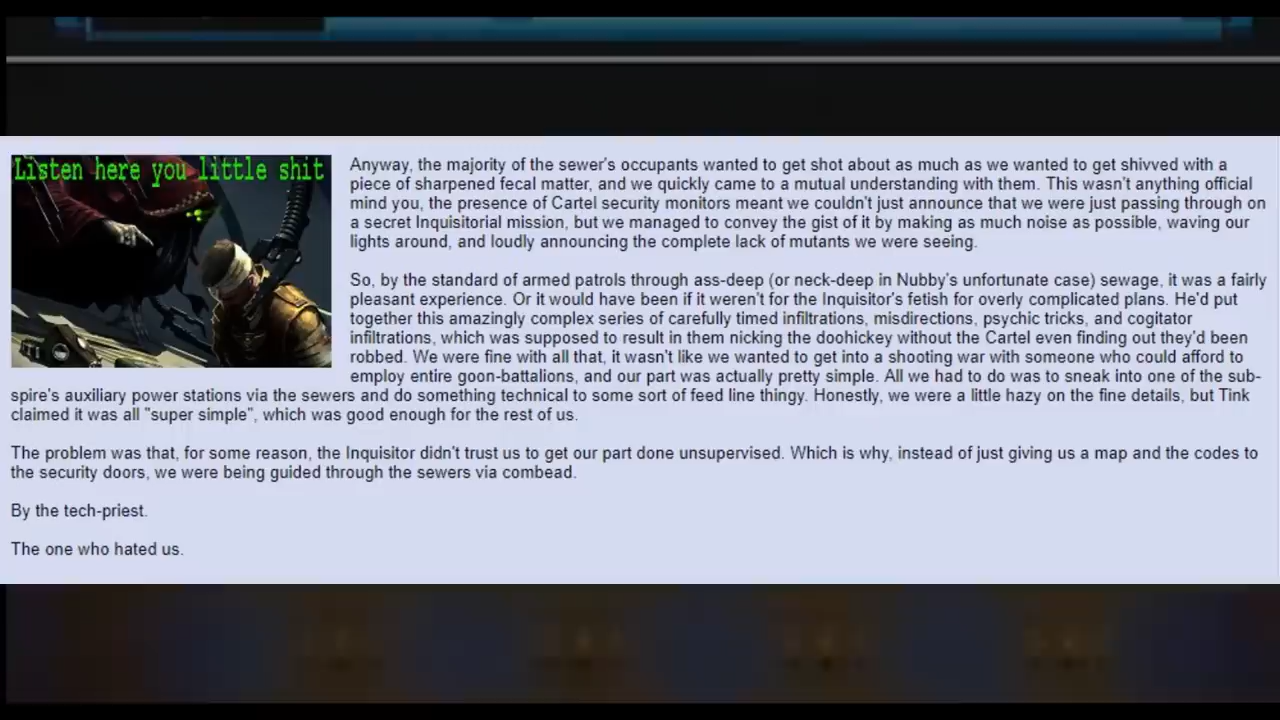 Listen here you little shit
Anyway, the majority of the sewer's occupants wanted to get shot about as much as we wanted to get shivved with a
piece of sharpened fecal matter, and we quickly came to a mutual understanding with them. This wasn't anything official
mind you, the presence of Cartel security monitors meant we couldn't just announce that we were just passing through on
a secret Inquisitorial mission, but we managed to convey the gist of it by making as much noise as possible, waving our
lights around, and loudly announcing the complete lack of mutants we were seeing.
So, by the standard of armed patrols through ass-deep (or neck-deep in Nubby's unfortunate case) sewage, it was a fairly
pleasant experience. Or it would have been if it weren't for the Inquisitor's fetish for overly complicated plans. He'd put
together this amazingly complex series of carefully timed infiltrations, misdirections, psychic tricks, and cogitator
infiltrations, which was supposed to result in them nicking the doohickey without the Cartel even finding out they'd been
robbed. We were fine with all that, it wasn't like we wanted to get into a shooting war with someone who could afford to
employ entire goon-battalions, and our part was actually pretty simple. All we had to do was to sneak into one of the sub-
spire's auxiliary power stations via the sewers and do something technical to some sort of feed line thingy. Honestly, we were a little hazy on the fine details, but Tink
claimed it was all "super simple", which was good enough for the rest of us.
The problem was that, for some reason, the Inquisitor didn't trust us to get our part done unsupervised. Which is why, instead of just giving us a map and the codes to
the security doors, we were being guided through the sewers via combead.
By the tech-priest.
The one who hated us.